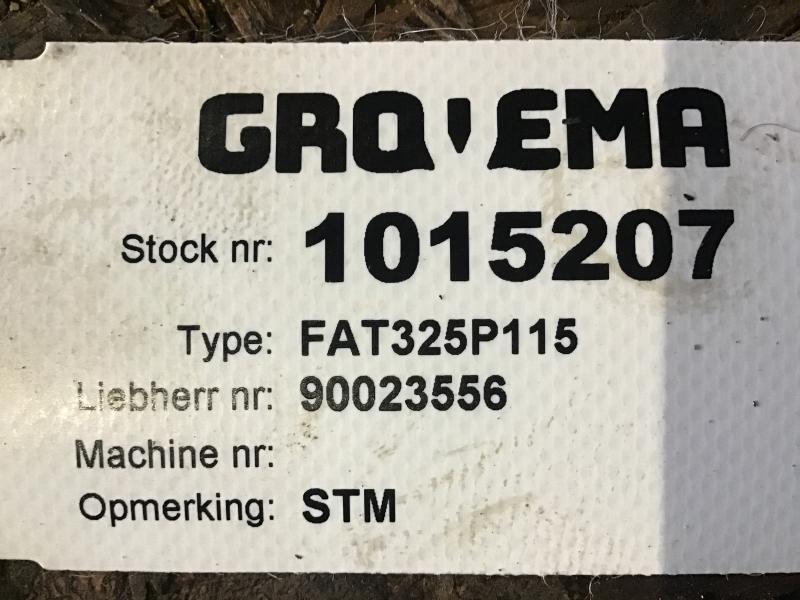 GRO'EMA
Stock nr: 1015207
Type: FAT325P115
Liebherr nr: 90023556
Machine nr:
Opmerking: STM